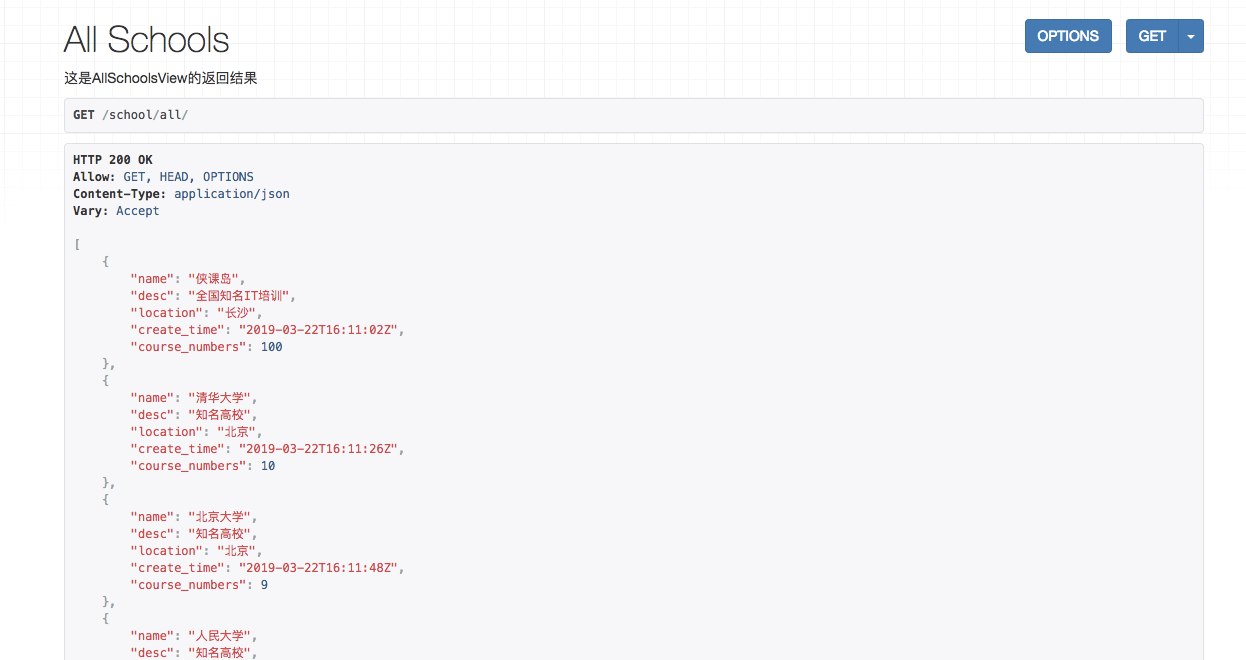 All Schools
OPTIONS
GET
这是AllSchoolsView的返回结果
GET /school/all/
HTTP 200 OK
Allow: GET, HEAD, OPTIONS
Content-Type: application/json
Vary: Accept
[
    {
        "name": "侠课岛",
        "desc": "全国知名IT培训",
        "location": "长沙",
        "create_time": "2019-03-22T16:11:02Z",
        "course_numbers": 100
    },
    {
        "name": "清华大学",
        "desc": "知名高校",
        "location": "北京",
        "create_time": "2019-03-22T16:11:26Z",
        "course_numbers": 10
    },
    {
        "name": "北京大学",
        "desc": "知名高校",
        "location": "北京",
        "create_time": "2019-03-22T16:11:48Z",
        "course_numbers": 9
    },
    {
        "name": "人民大学",
        "desc": "知名高校",